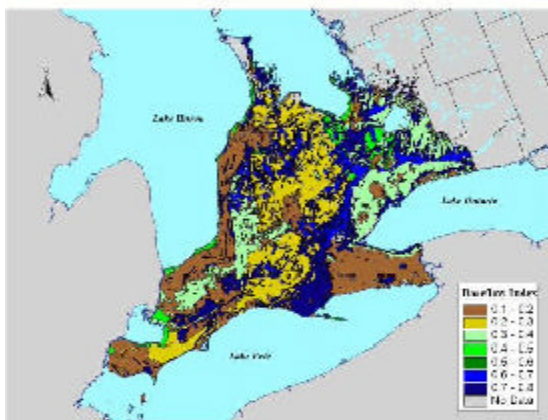 Lake Huron
Lake Ontario
Lake Erie
Baseflow Index
0.1 - 0.2
0.2 - 0.3
0.3 - 0.4
0.4 - 0.5
0.5 - 0.6
0.6 - 0.7
0.7 - 0.8
No Data